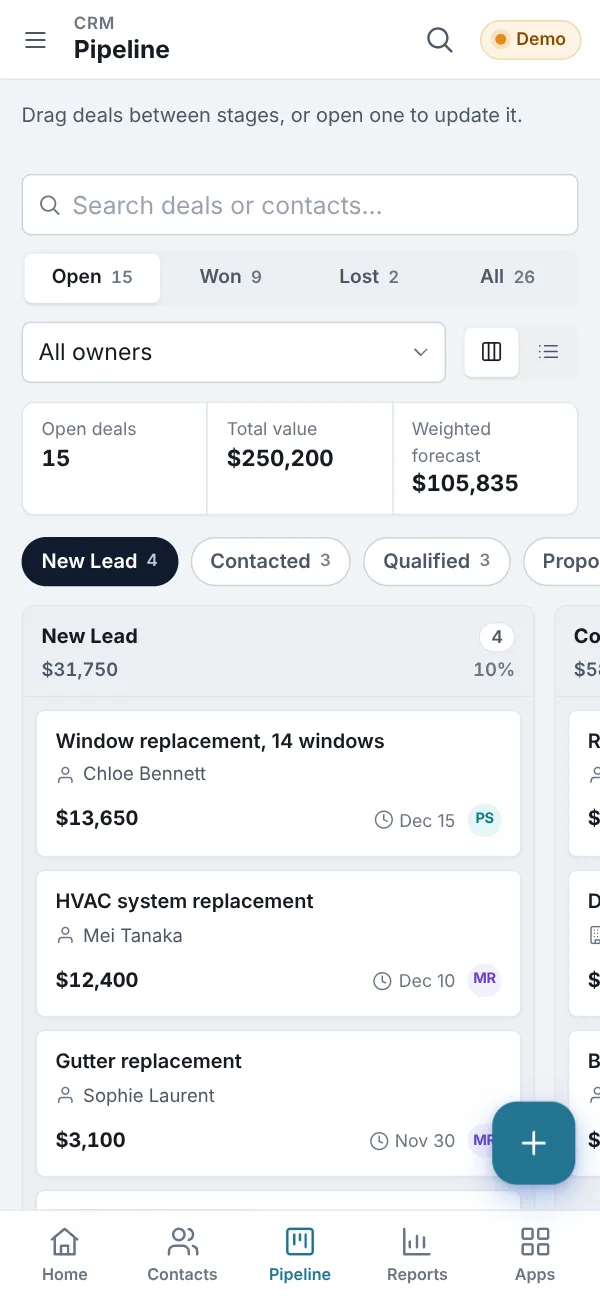 CRM
Pipeline
Demo
Drag deals between stages, or open one to update it.
Search deals or contacts...
Open 15 Won 9 Lost 2 All 26
All owners
Open deals
15
Total value
$250,200
Weighted
forecast
$105,835
New Lead 4 Contacted 3 Qualified 3
New Lead 4
$31,750 10%
Window replacement, 14 windows
Chloe Bennett
$13,650 Dec 15 PS
HVAC system replacement
Mei Tanaka
$12,400 Dec 10 MR
Gutter replacement
Sophie Laurent
$3,100 Nov 30
Home Contacts Pipeline Reports Apps